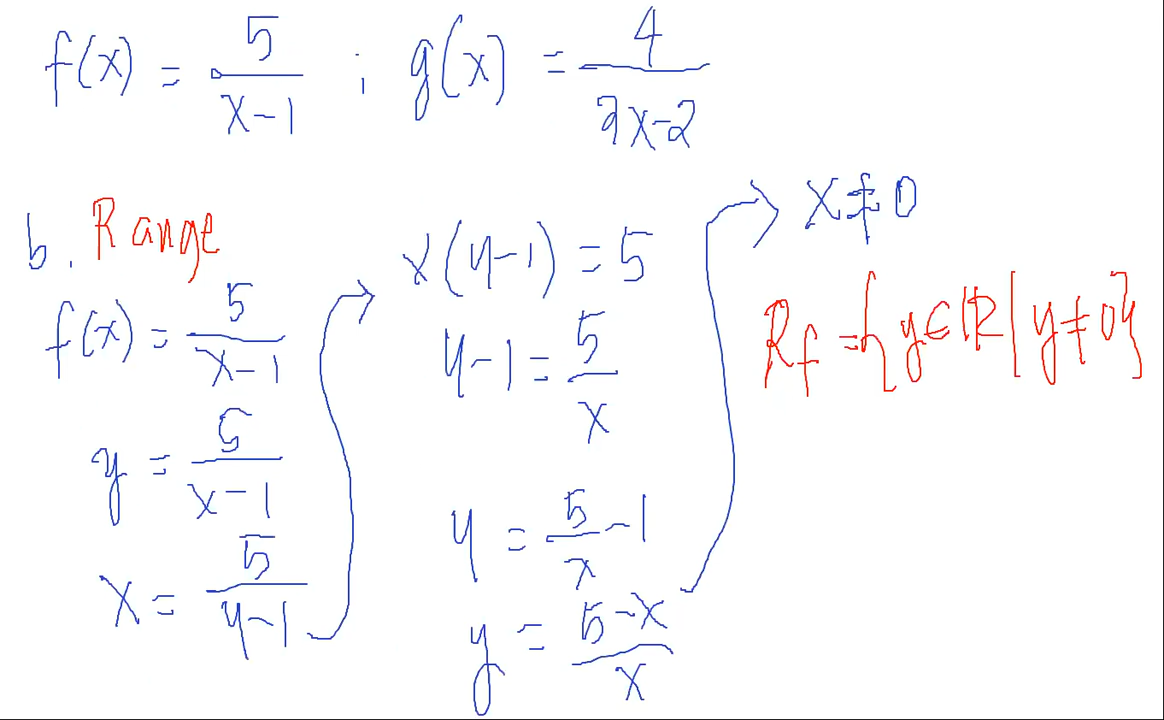 f(x) = 5/(x-1) ; g(x) = 4/(2x-2)
b. Range
f(x) = 5/(x-1)
y = 5/(x-1)
x = 5/(y-1)
x(y-1) = 5
y-1 = 5/x
y = 5/x - 1
y = (5-x)/x
x ≠ 0
Rf = {y ∈ ℝ | y ≠ 0}